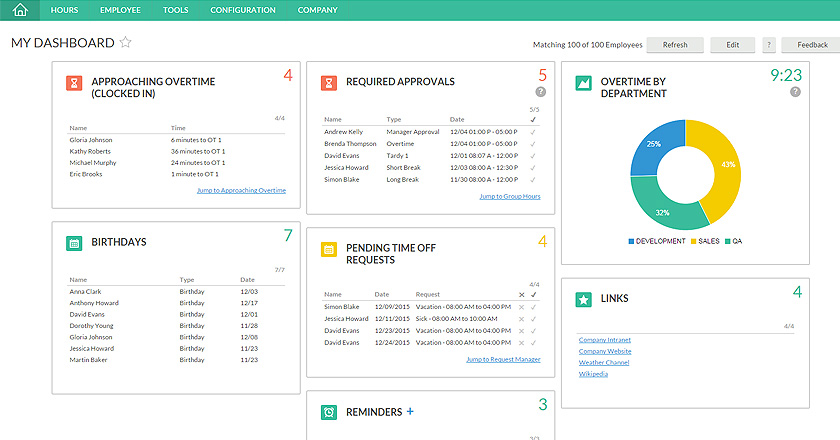 HOURS EMPLOYEE TOOLS CONFIGURATION COMPANY
MY DASHBOARD
Matching 100 of 100 Employees Refresh Edit ? Feedback
APPROACHING OVERTIME
(CLOCKED IN)
4
4/4
Name Time
Gloria Johnson 6 minutes to OT 1
Kathy Roberts 36 minutes to OT 1
Michael Murphy 24 minutes to OT 1
Eric Brooks 1 minute to OT 1
Jump to Approaching Overtime
BIRTHDAYS
7
7/7
Name Type Date
Anna Clark Birthday 12/03
Anthony Howard Birthday 12/17
David Evans Birthday 12/01
Dorothy Young Birthday 11/28
Gloria Johnson Birthday 12/08
Jessica Howard Birthday 11/23
Martin Baker Birthday 11/23
REQUIRED APPROVALS
5
?
5/5
Name Type Date
Andrew Kelly Manager Approval 12/04 01:00 P - 05:00 P
Brenda Thompson Overtime 12/04 01:00 P - 05:00 P
David Evans Tardy 1 12/01 08:07 A - 12:00 P
Jessica Howard Short Break 12/03 08:00 A - 12:30 P
Simon Blake Long Break 11/30 08:00 A - 12:00 P
Jump to Group Hours
PENDING TIME OFF
REQUESTS
4
4/4
Name Date Request
Simon Blake 12/09/2015 Vacation - 08:00 AM to 04:00 PM
Jessica Howard 12/11/2015 Sick - 08:00 AM to 10:00 AM
David Evans 12/23/2015 Vacation - 08:00 AM to 04:00 PM
David Evans 12/24/2015 Vacation - 08:00 AM to 04:00 PM
Jump to Request Manager
REMINDERS +
3
3/3
OVERTIME BY
DEPARTMENT
9:23
?
25%
43%
32%
DEVELOPMENT SALES QA
LINKS
4
4/4
Company Intranet
Company Website
Weather Channel
Wikipedia